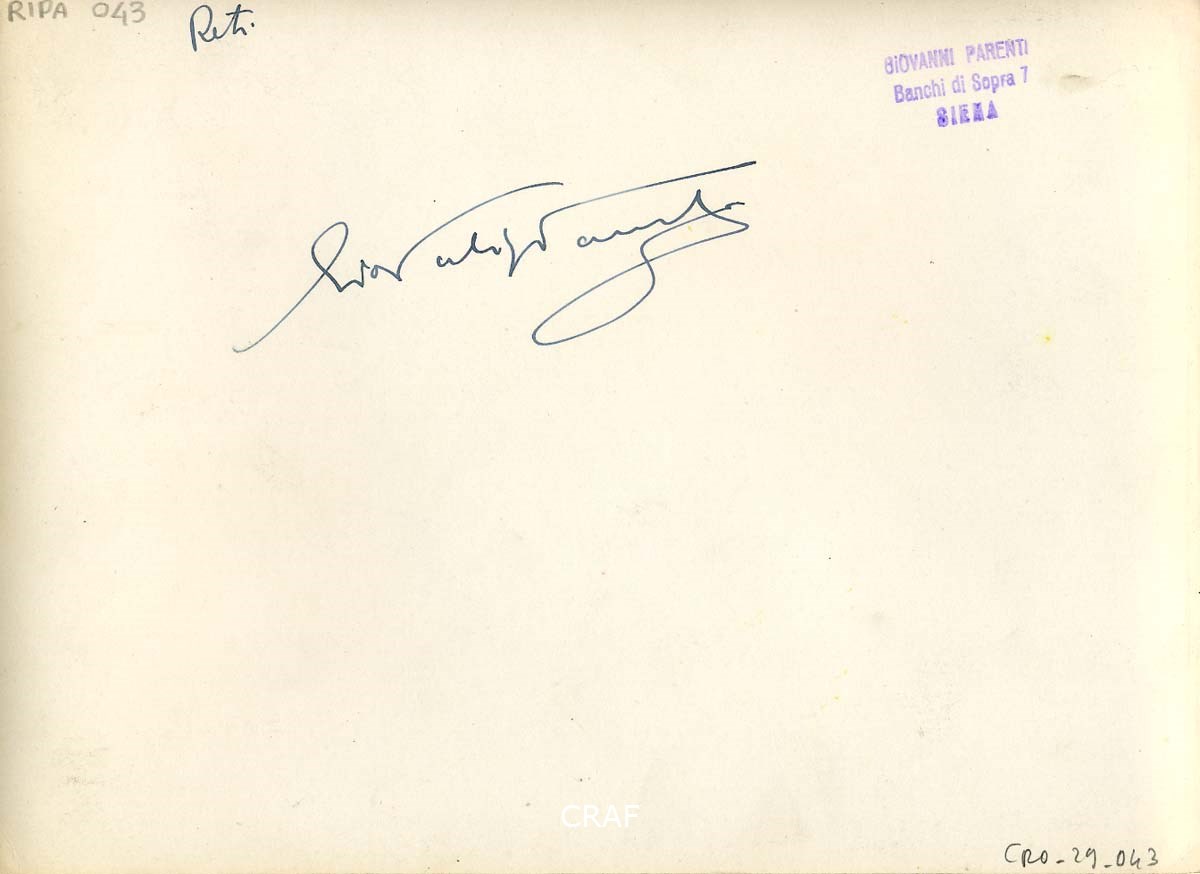 RIPA 043
Reti
GIOVANNI PARENTI
Banchi di Sopra 7
SIENA
CRAF
CRO-29-043